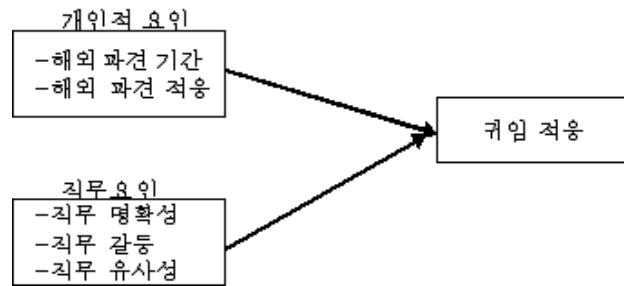 개인적 요인
-해외 파견 기간
-해외 파견 적응
귀임 적응
직무요인
-직무 명확성
-직무 갈등
-직무 유사성